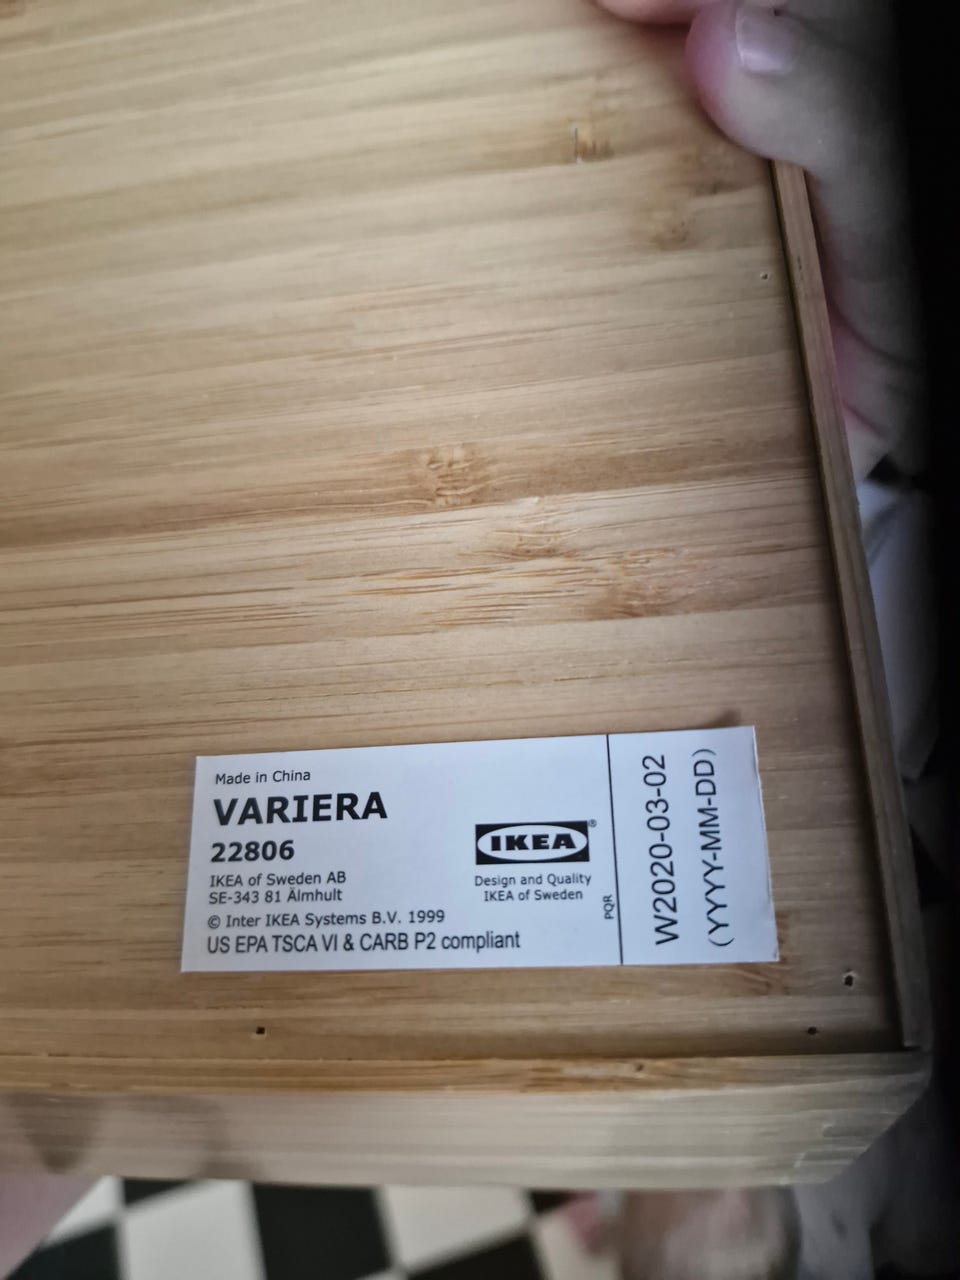 Made in China
VARIERA
22806
IKEA of Sweden AB
SE-343 81 Älmhult
© Inter IKEA Systems B.V. 1999
US EPA TSCA VI & CARB P2 compliant
IKEA®
Design and Quality
IKEA of Sweden
PQR
W2020-03-02
(YYYY-MM-DD)